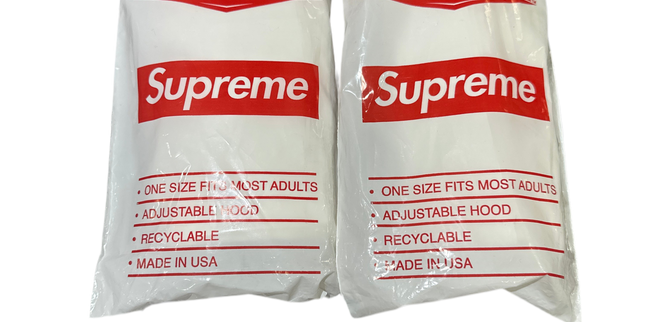 Supreme
• ONE SIZE FITS MOST ADULTS
• ADJUSTABLE HOOD
• RECYCLABLE
• MADE IN USA
Supreme
• ONE SIZE FITS MOST ADULTS
• ADJUSTABLE HOOD
• RECYCLABLE
• MADE IN USA